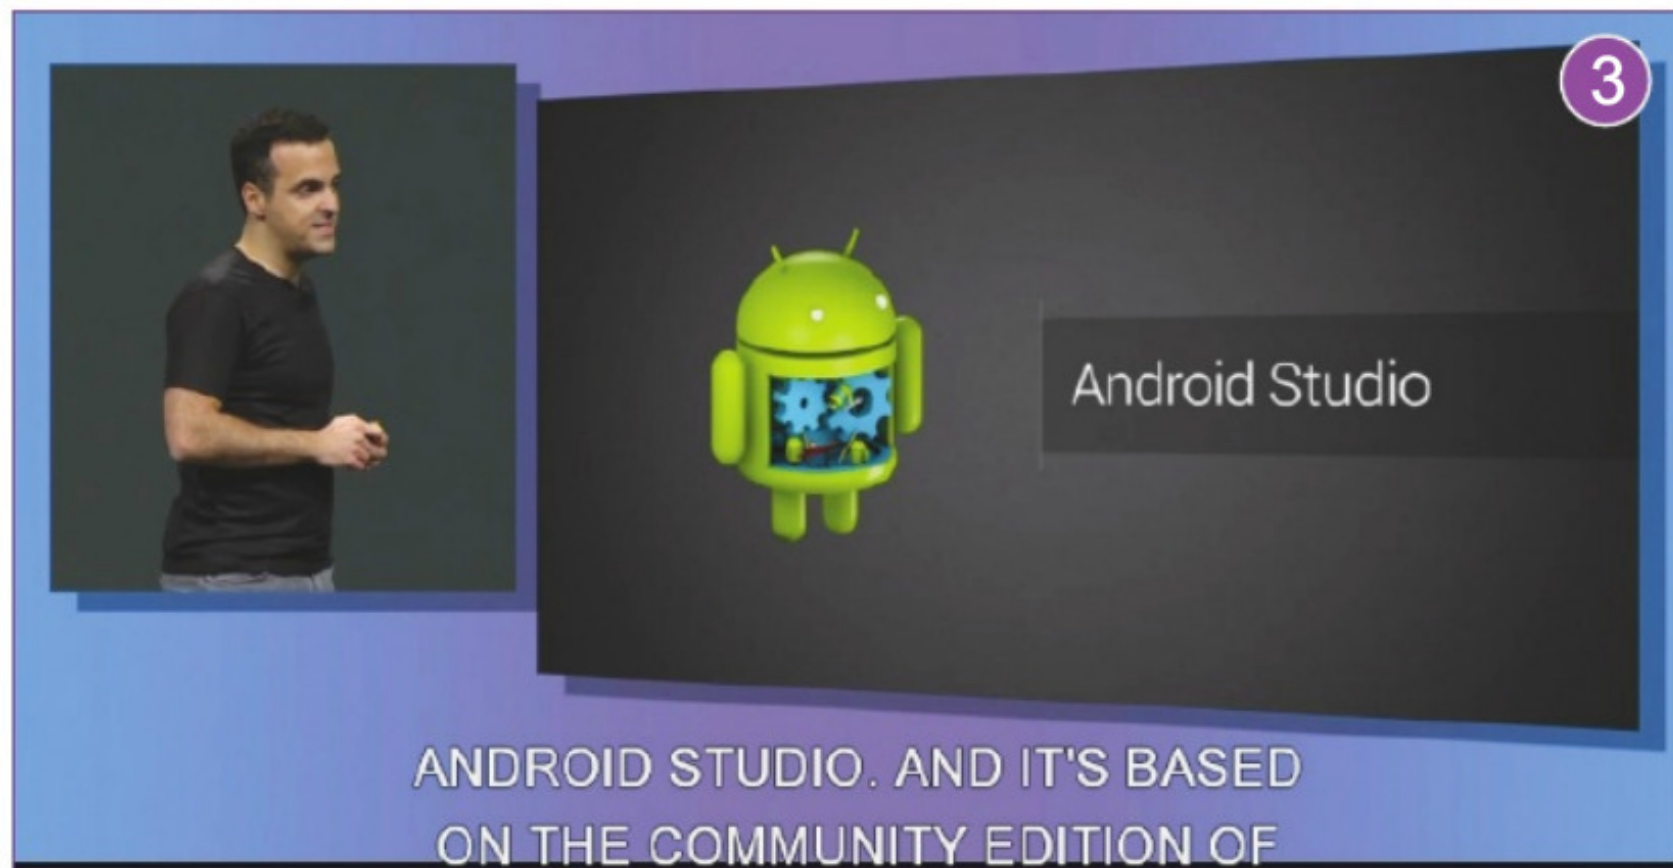 3
Android Studio
ANDROID STUDIO. AND IT'S BASED
ON THE COMMUNITY EDITION OF